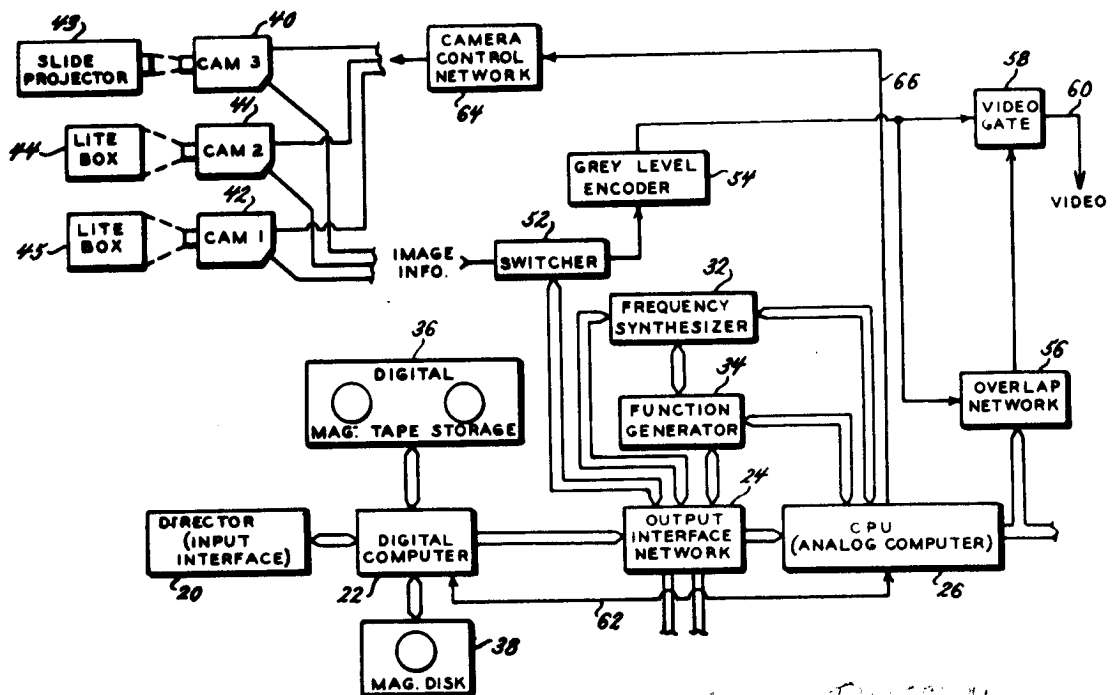 43
SLIDE
PROJECTOR
40
CAM 3
CAMERA
CONTROL
NETWORK
64
66
58
VIDEO
GATE
60
VIDEO
44
LITE
BOX
41
CAM 2
GREY LEVEL
ENCODER
54
45
LITE
BOX
42
CAM 1
IMAGE
INFO.
52
SWITCHER
32
FREQUENCY
SYNTHESIZER
36
DIGITAL
MAG. TAPE STORAGE
34
FUNCTION
GENERATOR
56
OVERLAP
NETWORK
DIRECTOR
(INPUT
INTERFACE)
20
DIGITAL
COMPUTER
22
24
OUTPUT
INTERFACE
NETWORK
CPU
(ANALOG COMPUTER)
26
62
MAG. DISK
38